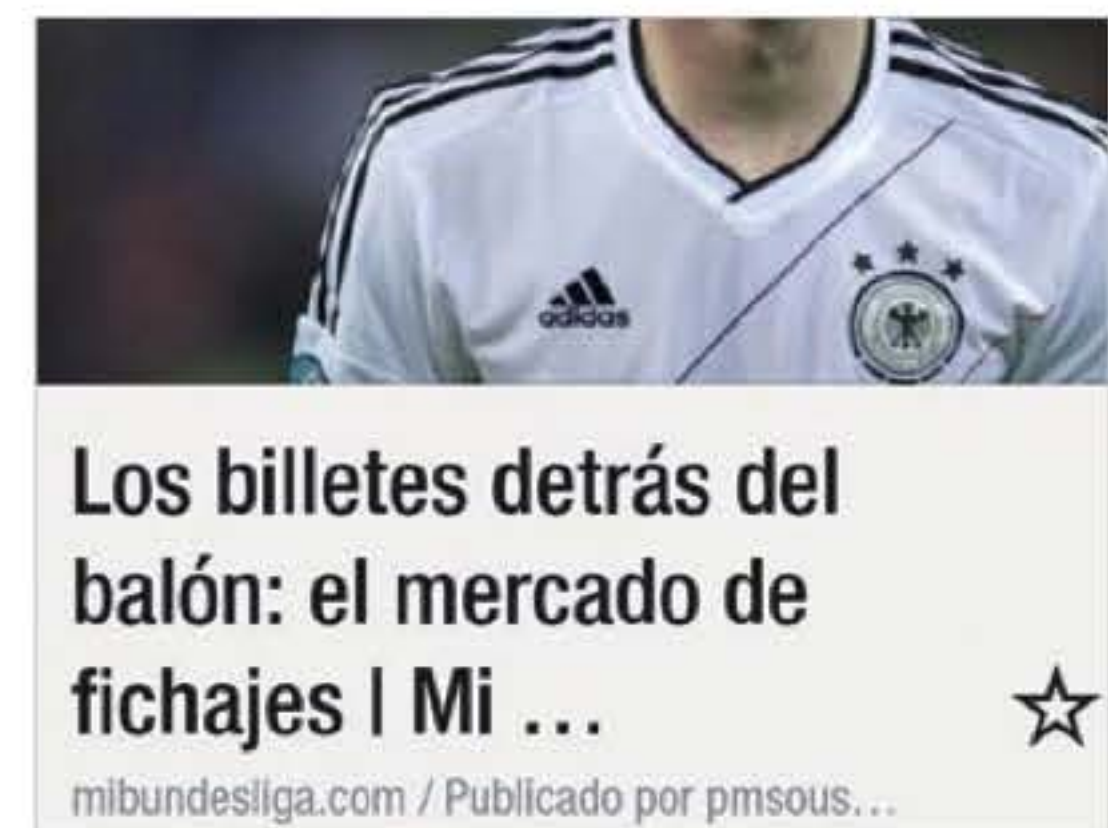 adidas
Los billetes detrás del
balón: el mercado de
fichajes | Mi ...
mibundesliga.com / Publicado por pmsous...